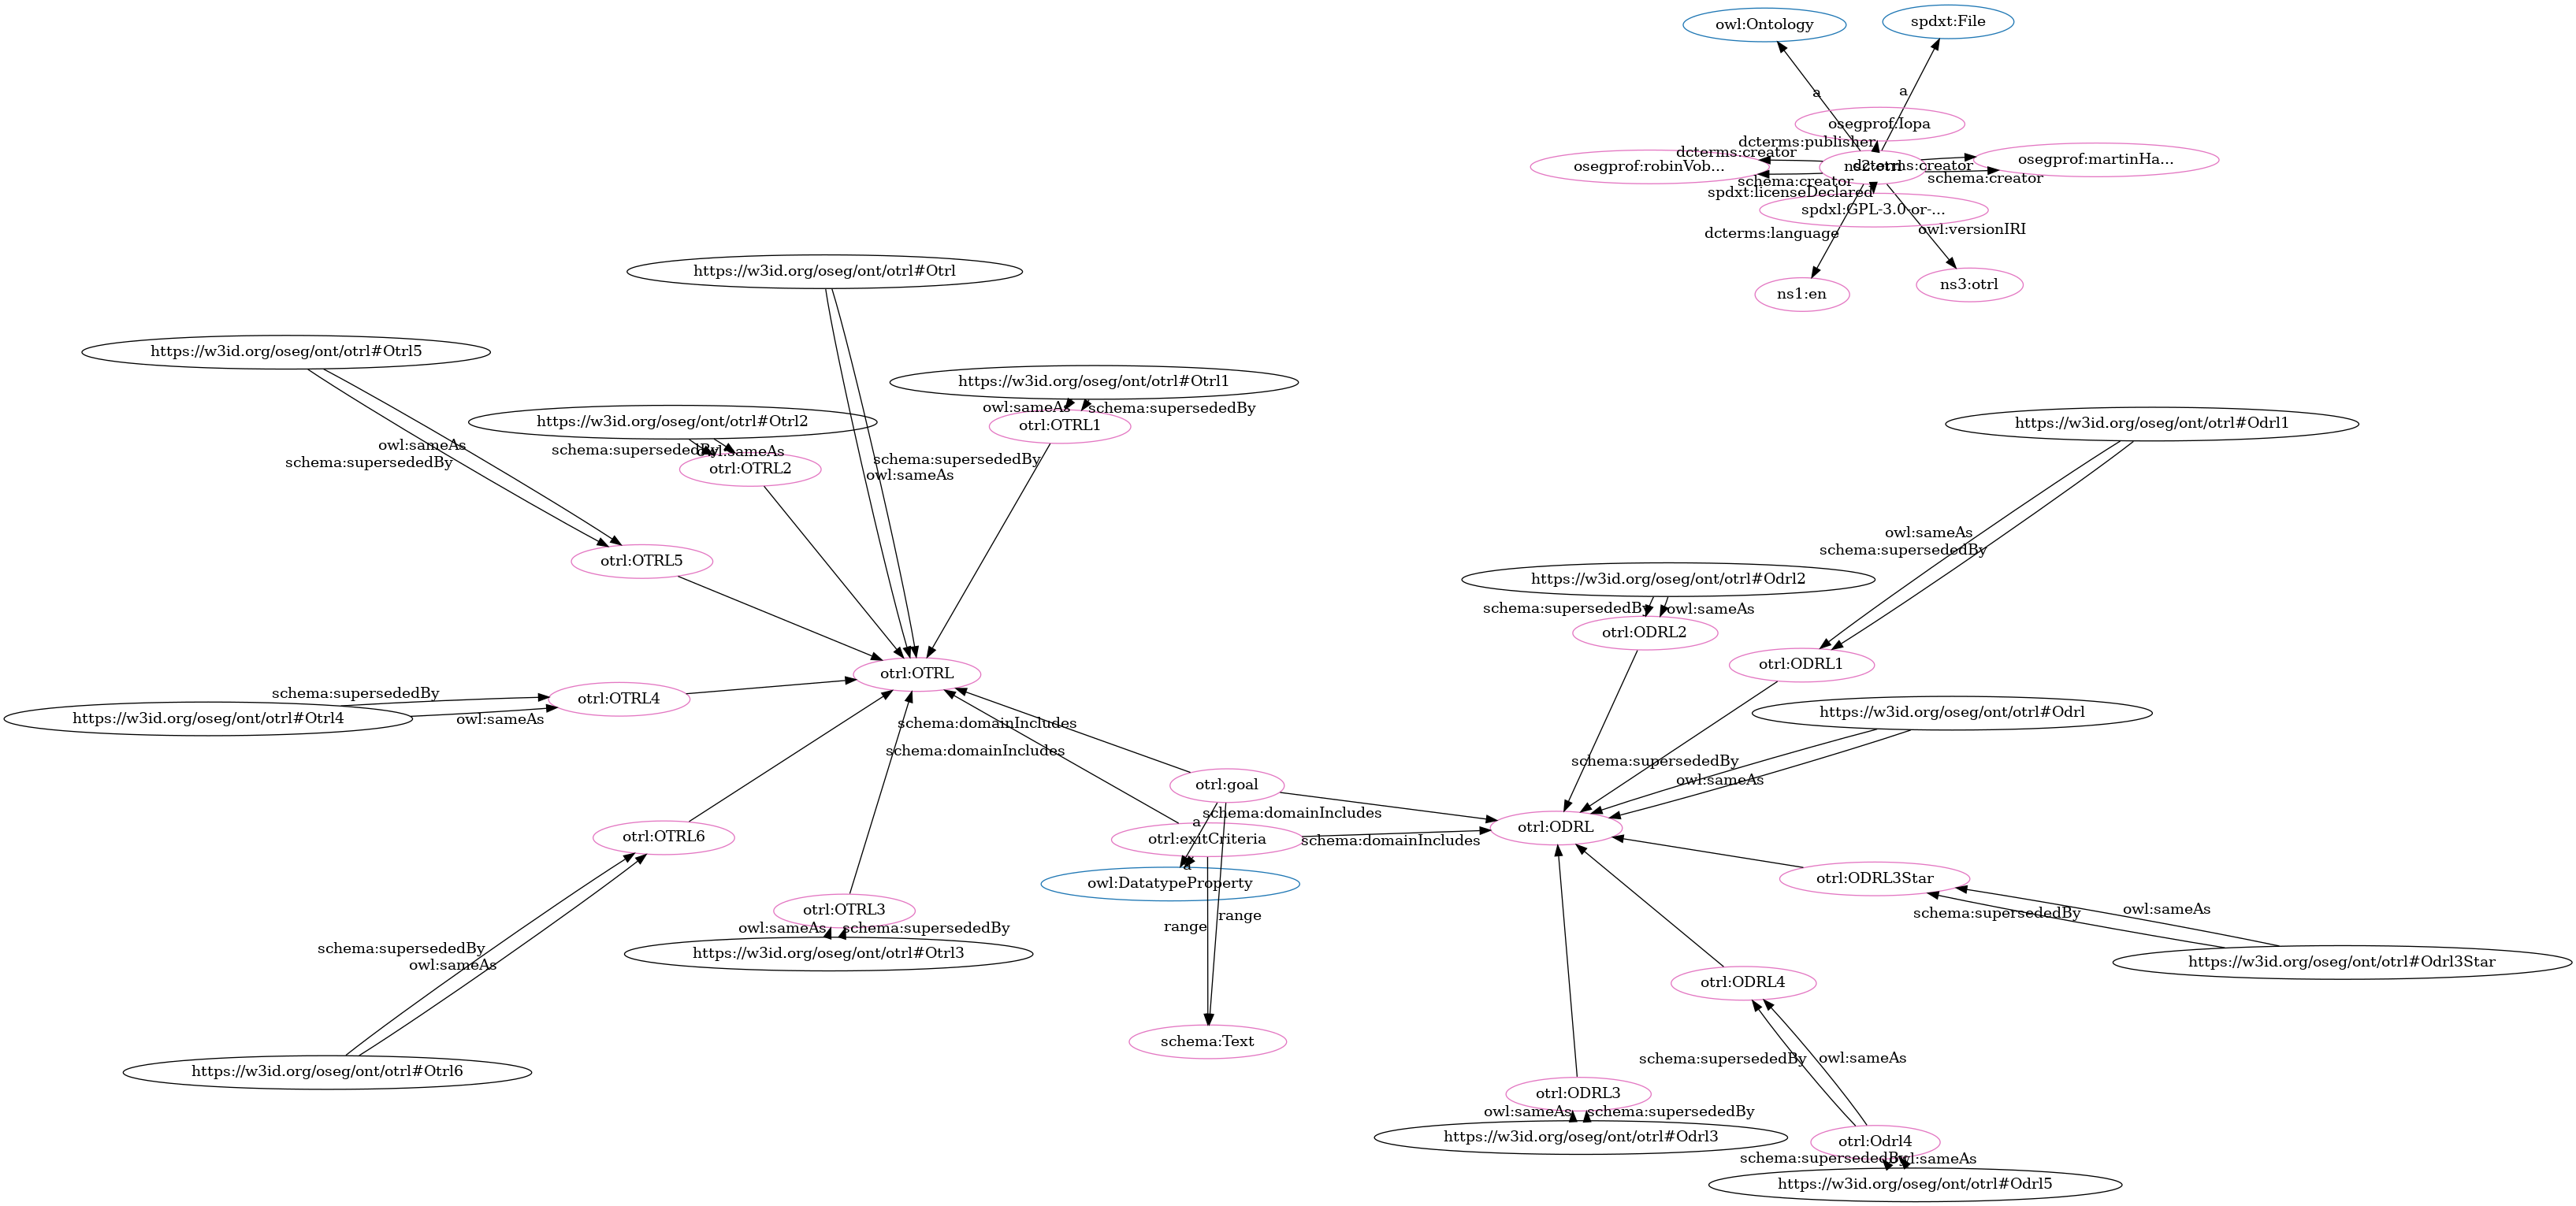 owl:Ontology
spdxt:File
a
a
osegprof:lopa
dcterms:publisher
dcterms:creator
osegprof:robinVob...
ns2:otrl
dcterms:creator
osegprof:martinHa...
schema:creator
schema:creator
spdxt:licenseDeclared
spdxl:GPL-3.0-or-...
dcterms:language
owl:versionIRI
ns1:en
ns3:otrl
https://w3id.org/oseg/ont/otrl#Otrl
https://w3id.org/oseg/ont/otrl#Otrl5
https://w3id.org/oseg/ont/otrl#Otrl1
owl:sameAs
schema:supersededBy
https://w3id.org/oseg/ont/otrl#Otrl2
otrl:OTRL1
https://w3id.org/oseg/ont/otrl#Odrl1
owl:sameAs
schema:supersededBy
schema:supersededBy
owl:sameAs
otrl:OTRL2
schema:supersededBy
owl:sameAs
owl:sameAs
schema:supersededBy
otrl:OTRL5
https://w3id.org/oseg/ont/otrl#Odrl2
schema:supersededBy
owl:sameAs
otrl:ODRL2
otrl:ODRL1
otrl:OTRL
schema:supersededBy
otrl:OTRL4
https://w3id.org/oseg/ont/otrl#Otrl4
owl:sameAs
https://w3id.org/oseg/ont/otrl#Odrl
schema:domainIncludes
schema:domainIncludes
schema:supersededBy
owl:sameAs
otrl:goal
schema:domainIncludes
a
otrl:ODRL
otrl:OTRL6
otrl:exitCriteria
schema:domainIncludes
a
owl:DatatypeProperty
otrl:ODRL3Star
otrl:OTRL3
range
range
schema:supersededBy
owl:sameAs
owl:sameAs
schema:supersededBy
https://w3id.org/oseg/ont/otrl#Otrl3
schema:supersededBy
owl:sameAs
https://w3id.org/oseg/ont/otrl#Odrl3Star
otrl:ODRL4
schema:Text
schema:supersededBy
owl:sameAs
https://w3id.org/oseg/ont/otrl#Otrl6
otrl:ODRL3
owl:sameAs
schema:supersededBy
https://w3id.org/oseg/ont/otrl#Odrl3
otrl:Odrl4
schema:supersededBy
owl:sameAs
https://w3id.org/oseg/ont/otrl#Odrl5